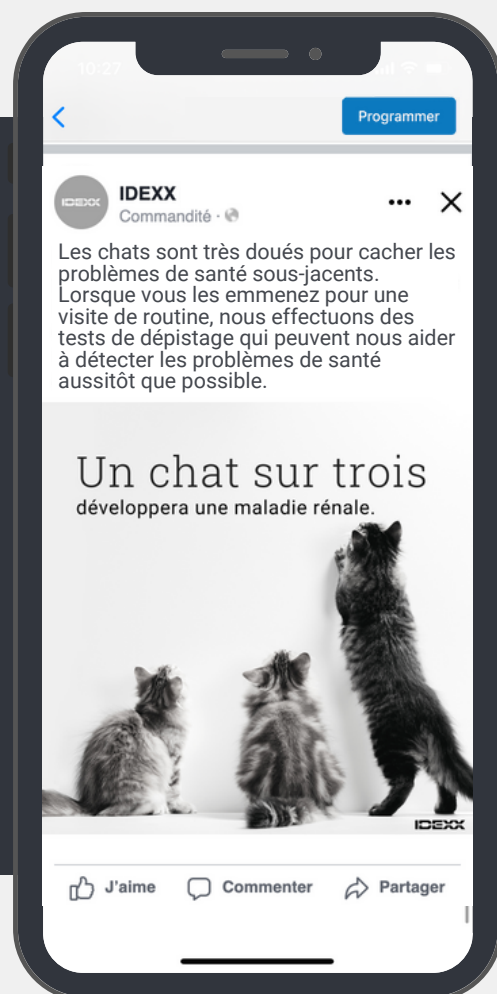 10:27
Programmer
IDEXX
IDEXX
Commandité ·
Les chats sont très doués pour cacher les
problèmes de santé sous-jacents.
Lorsque vous les emmenez pour une
visite de routine, nous effectuons des
tests de dépistage qui peuvent nous aider
à détecter les problèmes de santé
aussitôt que possible.
Un chat sur trois
développera une maladie rénale.
IDEXX
J'aime
Commenter
Partager